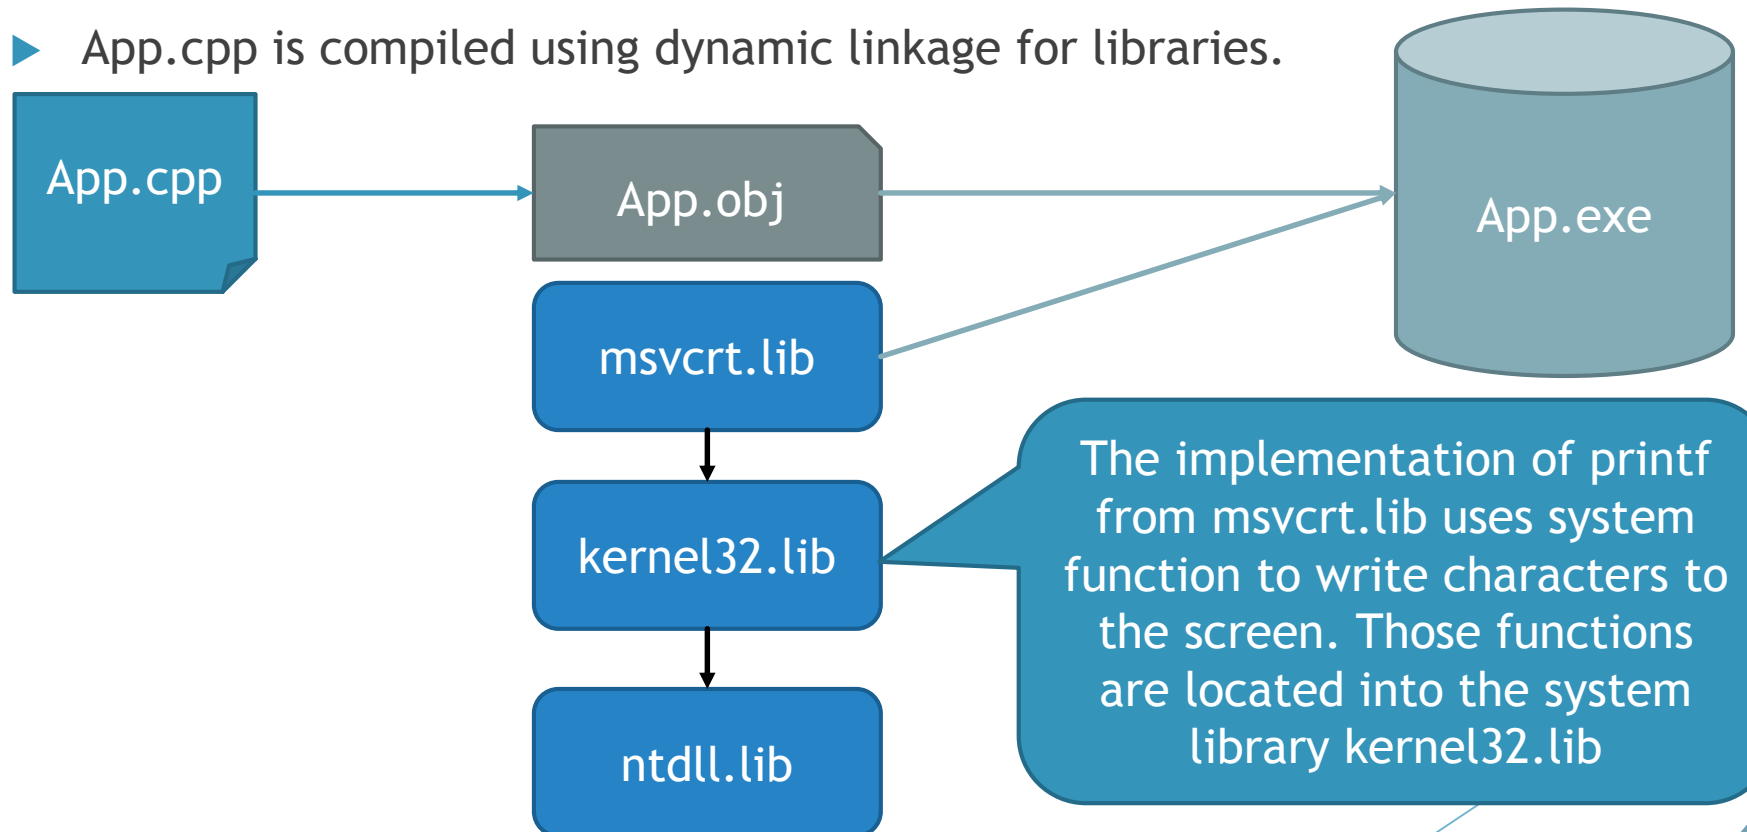 App.cpp is compiled using dynamic linkage for libraries.
App.cpp
App.obj
App.exe
msvcrt.lib
kernel32.lib
ntdll.lib
The implementation of printf
from msvcrt.lib uses system
function to write characters to
the screen. Those functions
are located into the system
library kernel32.lib